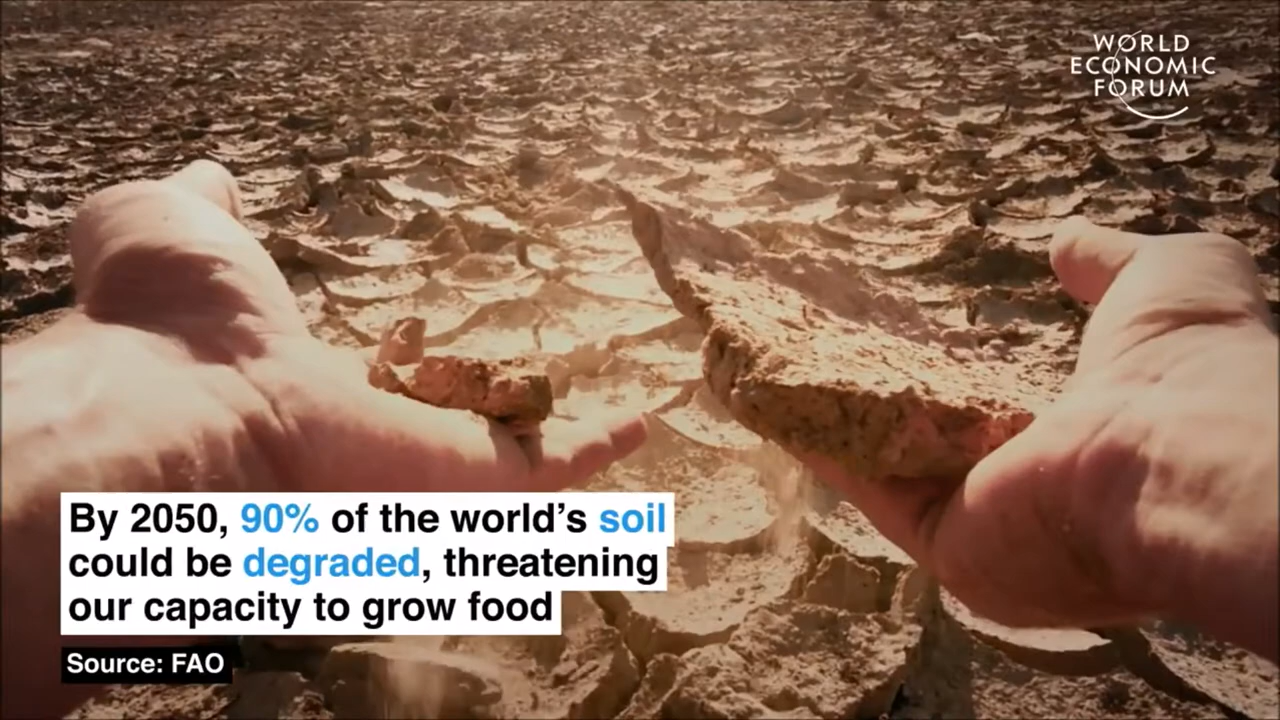 WORLD
ECONOMIC
FORUM
By 2050, 90% of the world's soil
could be degraded, threatening
our capacity to grow food
Source: FAO